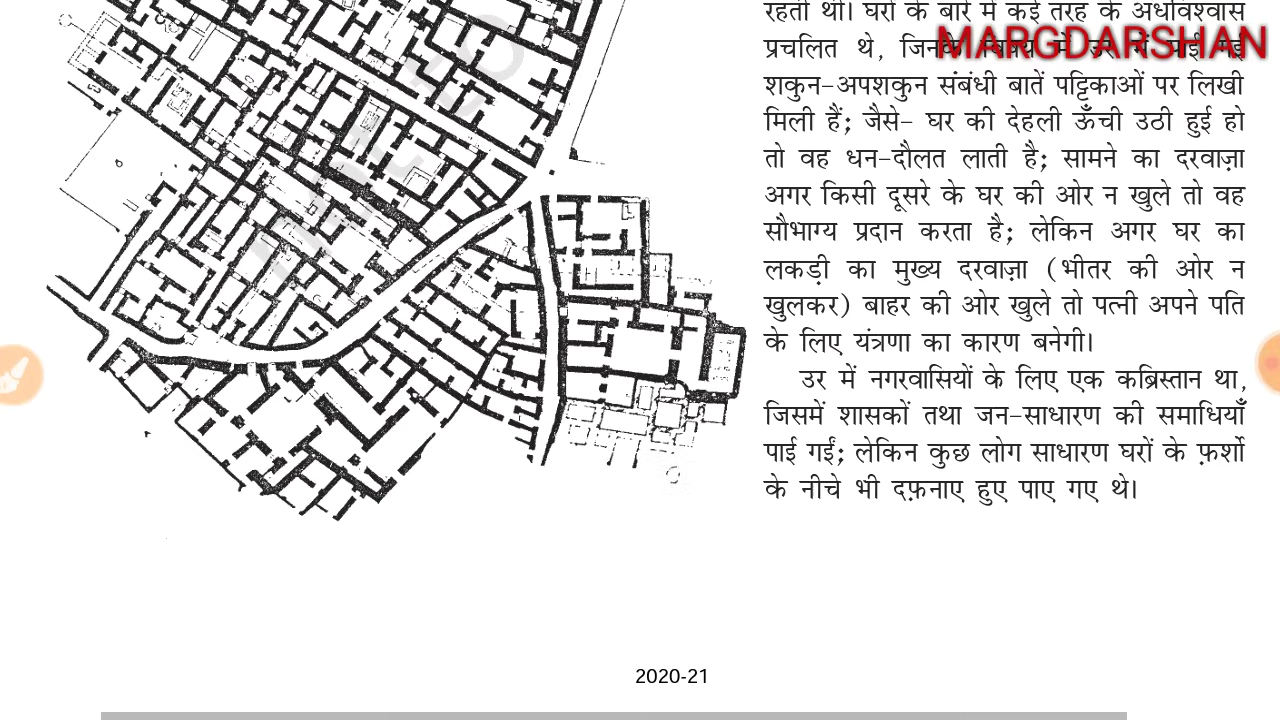 रहती थी। घरों के बारे में कई तरह के अंधविश्वास
MARGDARSHAN
प्रचलित थे, जिनके विषय में उर में पाई गई
शकुन-अपशकुन संबंधी बातें पट्टिकाओं पर लिखी
मिली हैं; जैसे- घर की देहली ऊँची उठी हुई हो
तो वह धन-दौलत लाती है; सामने का दरवाज़ा
अगर किसी दूसरे के घर की ओर न खुले तो वह
सौभाग्य प्रदान करता है; लेकिन अगर घर का
लकड़ी का मुख्य दरवाज़ा (भीतर की ओर न
खुलकर) बाहर की ओर खुले तो पत्नी अपने पति
के लिए यंत्रणा का कारण बनेगी।
उर में नगरवासियों के लिए एक कब्रिस्तान था,
जिसमें शासकों तथा जन-साधारण की समाधियाँ
पाई गईं; लेकिन कुछ लोग साधारण घरों के फ़र्शों
के नीचे भी दफ़नाए हुए पाए गए थे।
2020-21